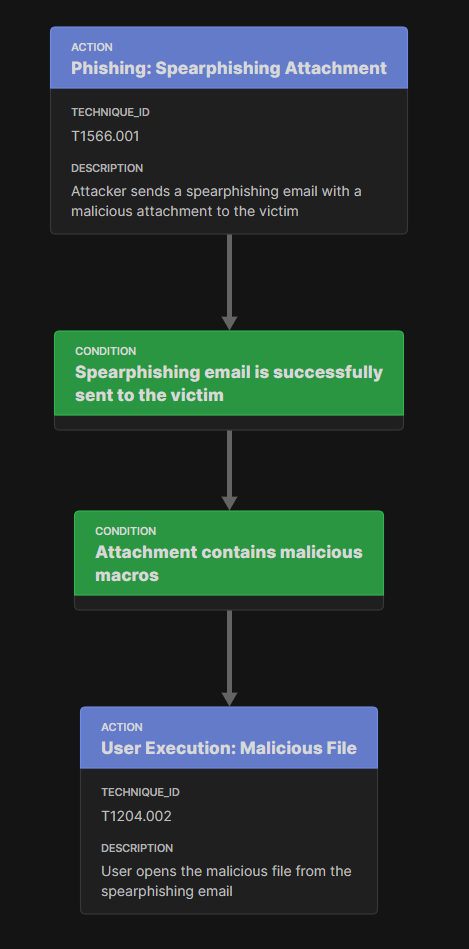 ACTION
Phishing: Spearphishing Attachment
TECHNIQUE_ID
T1566.001
DESCRIPTION
Attacker sends a spearphishing email with a
malicious attachment to the victim
CONDITION
Spearphishing email is successfully
sent to the victim
CONDITION
Attachment contains malicious
macros
ACTION
User Execution: Malicious File
TECHNIQUE_ID
T1204.002
DESCRIPTION
User opens the malicious file from the
spearphishing email